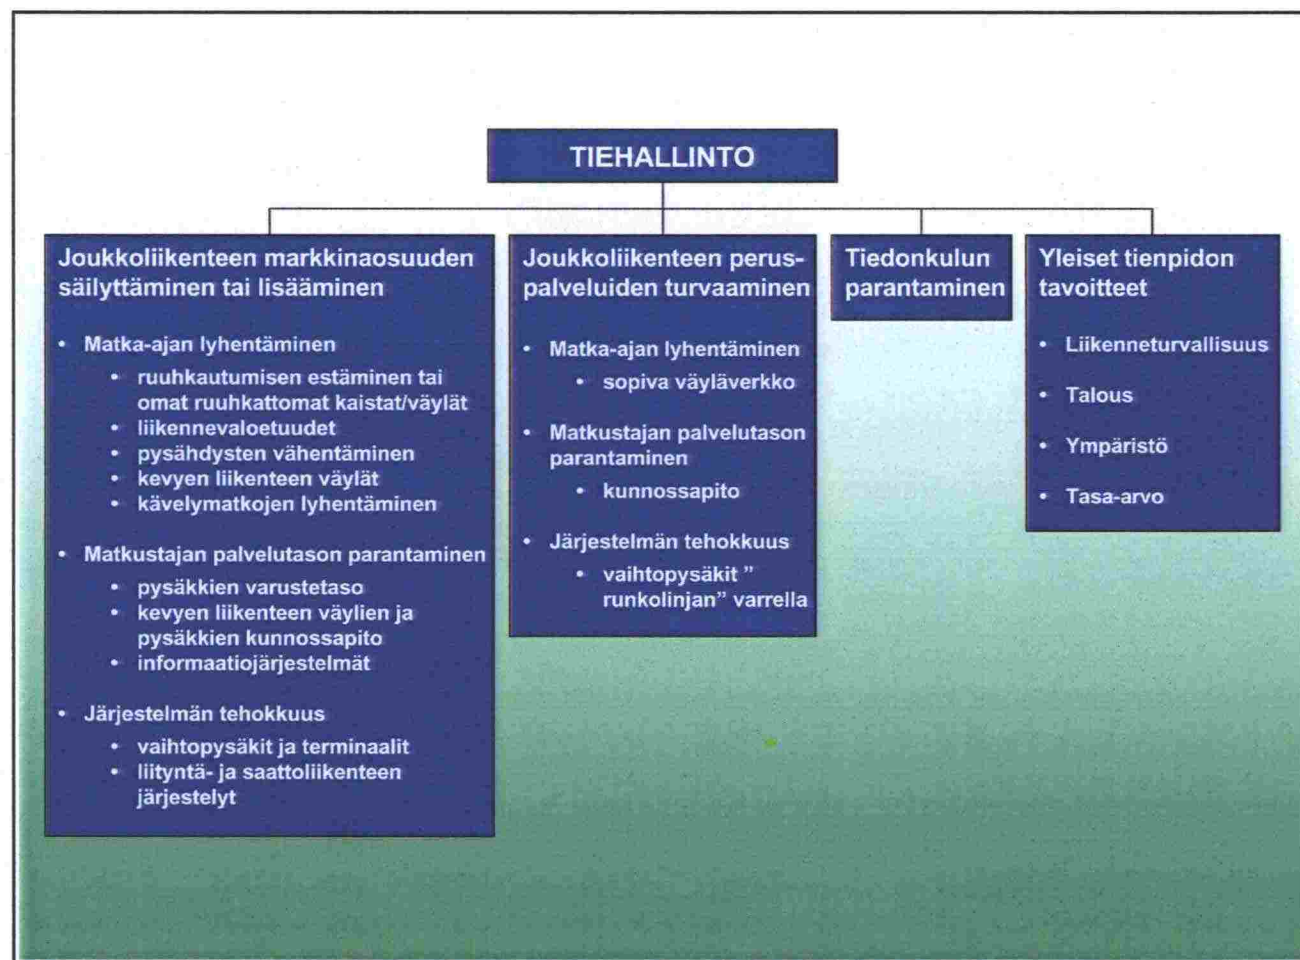 TIEHALLINTO
Joukkoliikenteen markkinaosuuden
säilyttäminen tai lisääminen
• Matka-ajan lyhentäminen
• ruuhkautumisen estäminen tai
omat ruuhkattomat kaistat/väylät
• liikennevaloetuudet
• pysähdysten vähentäminen
• kevyen liikenteen väylät
• kävelymatkojen lyhentäminen
• Matkustajan palvelutason parantaminen
• pysäkkien varustetaso
• kevyen liikenteen väylien ja
pysäkkien kunnossapito
• informaatiojärjestelmät
• Järjestelmän tehokkuus
• vaihtopysäkit ja terminaalit
• liityntä- ja saattoliikenteen
järjestelyt
Joukkoliikenteen perus-
palveluiden turvaaminen
• Matka-ajan lyhentäminen
• sopiva väyläverkko
• Matkustajan palvelutason
parantaminen
• kunnossapito
• Järjestelmän tehokkuus
• vaihtopysäkit ”
runkolinjan” varrella
Tiedonkulun
parantaminen
Yleiset tienpidon
tavoitteet
• Liikenneturvallisuus
• Talous
• Ympäristö
• Tasa-arvo